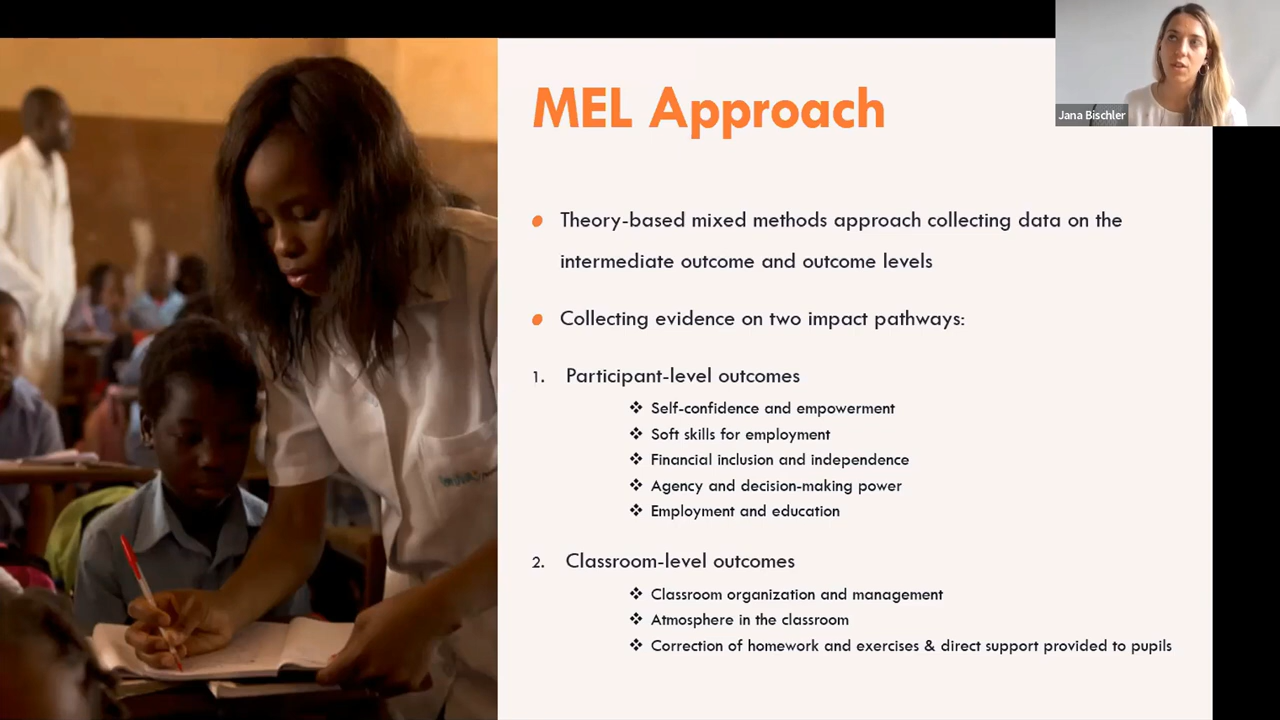 MEL Approach
Jana Bischler
Theory-based mixed methods approach collecting data on the
intermediate outcome and outcome levels
Collecting evidence on two impact pathways:
1. Participant-level outcomes
Self-confidence and empowerment
Soft skills for employment
Financial inclusion and independence
Agency and decision-making power
Employment and education
2. Classroom-level outcomes
Classroom organization and management
Atmosphere in the classroom
Correction of homework and exercises & direct support provided to pupils